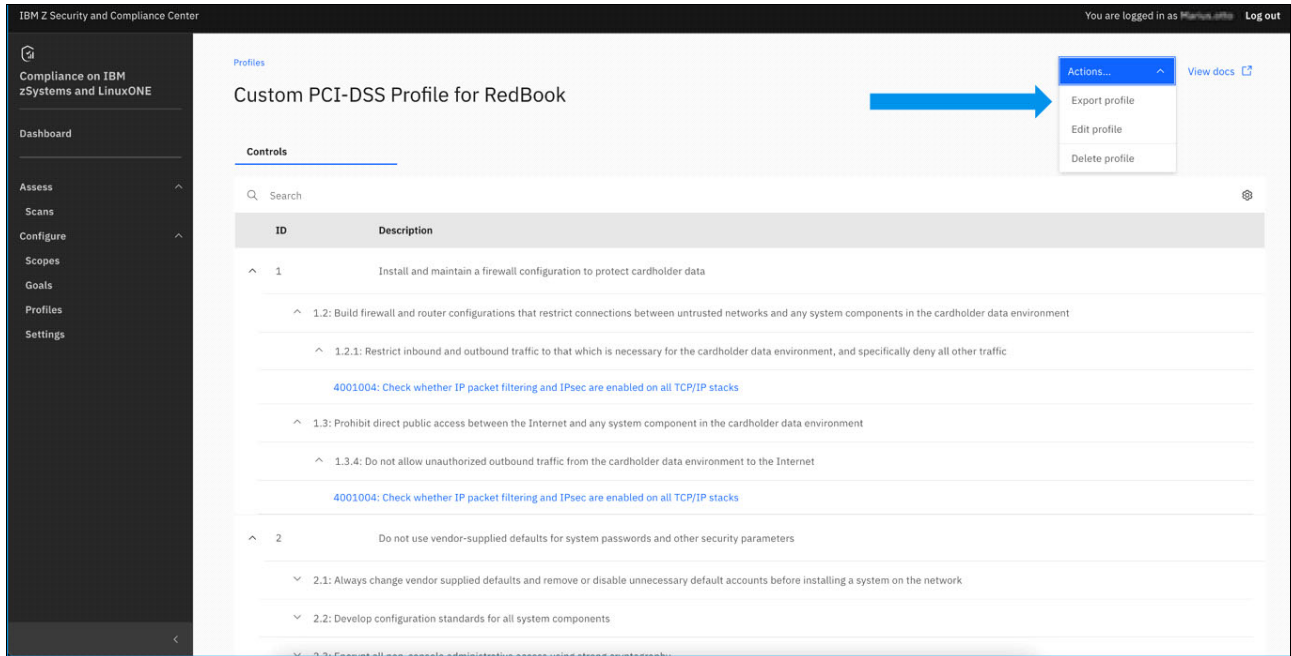 IBM Z Security and Compliance Center
You are logged in as
Log out
Compliance on IBM
zSystems and LinuxONE
Dashboard
Assess
Scans
Configure
Scopes
Goals
Profiles
Settings
Profiles
Custom PCI-DSS Profile for RedBook
Actions...
View docs
Export profile
Edit profile
Delete profile
Controls
Search
ID Description
1 Install and maintain a firewall configuration to protect cardholder data
1.2: Build firewall and router configurations that restrict connections between untrusted networks and any system components in the cardholder data environment
1.2.1: Restrict inbound and outbound traffic to that which is necessary for the cardholder data environment, and specifically deny all other traffic
4001004: Check whether IP packet filtering and IPsec are enabled on all TCP/IP stacks
1.3: Prohibit direct public access between the Internet and any system component in the cardholder data environment
1.3.4: Do not allow unauthorized outbound traffic from the cardholder data environment to the Internet
4001004: Check whether IP packet filtering and IPsec are enabled on all TCP/IP stacks
2 Do not use vendor-supplied defaults for system passwords and other security parameters
2.1: Always change vendor supplied defaults and remove or disable unnecessary default accounts before installing a system on the network
2.2: Develop configuration standards for all system components
2.3: Encrypt all non-console administrative access using strong cryptography